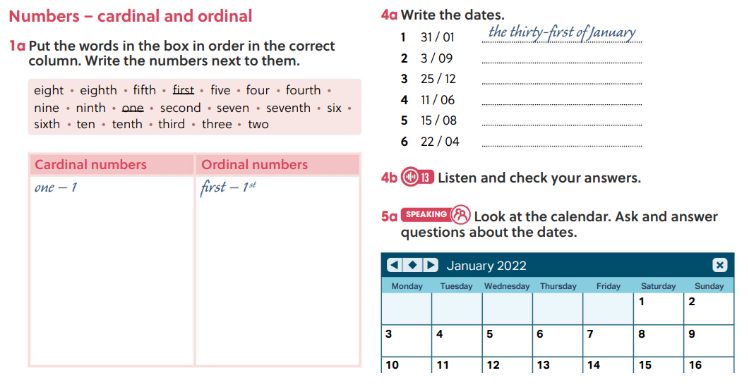 Numbers – cardinal and ordinal
1a Put the words in the box in order in the correct
column. Write the numbers next to them.
eight • eighth • fifth • first • five • four • fourth •
nine • ninth • one • second • seven • seventh • six •
sixth • ten • tenth • third • three • two
Cardinal numbers Ordinal numbers
one – 1 first – 1st
4a Write the dates.
1 31 / 01 the thirty-first of January
2 3 / 09
3 25 / 12
4 11 / 06
5 15 / 08
6 22 / 04
4b 13 Listen and check your answers.
5a SPEAKING Look at the calendar. Ask and answer
questions about the dates.
January 2022
Monday Tuesday Wednesday Thursday Friday Saturday Sunday
1 2
3 4 5 6 7 8 9
10 11 12 13 14 15 16